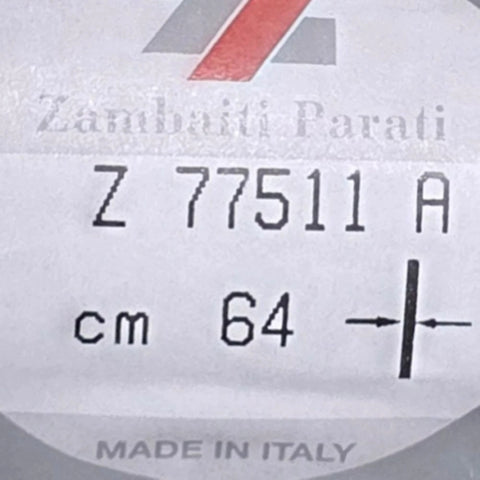 Zambaiti Parati
Z 77511 A
cm 64
MADE IN ITALY